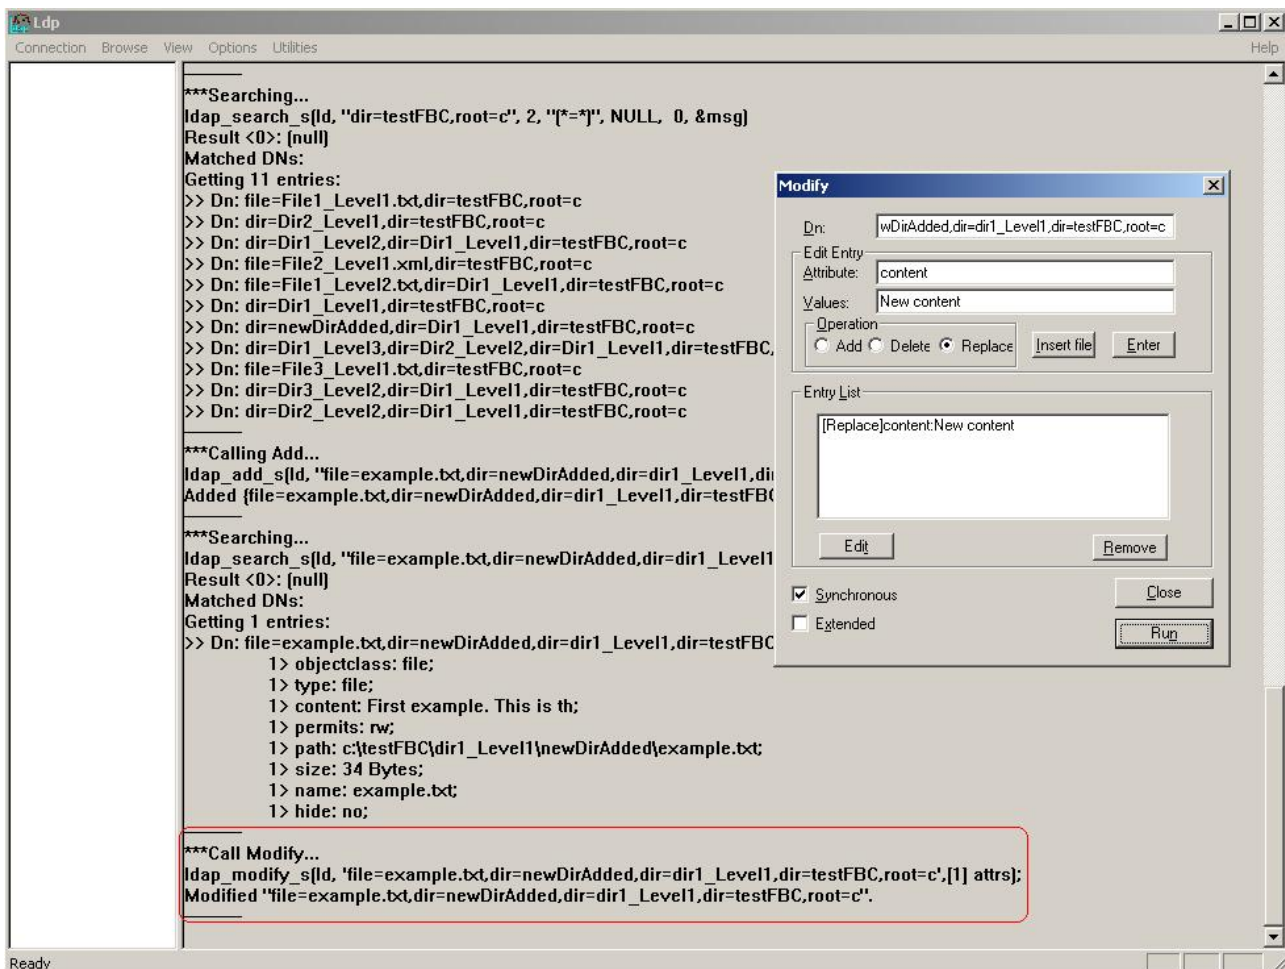 Ldp
Connection Browse View Options Utilities Help
***Searching...
ldap_search_s(ld, "dir=testFBC,root=c", 2, "(*=*)", NULL,  0, &msg)
Result <0>: (null)
Matched DNs:
Getting 11 entries:
>> Dn: file=File1_Level1.txt,dir=testFBC,root=c
>> Dn: dir=Dir2_Level1,dir=testFBC,root=c
>> Dn: dir=Dir1_Level2,dir=Dir1_Level1,dir=testFBC,root=c
>> Dn: file=File2_Level1.xml,dir=testFBC,root=c
>> Dn: file=File1_Level2.txt,dir=Dir1_Level1,dir=testFBC,root=c
>> Dn: dir=Dir1_Level1,dir=testFBC,root=c
>> Dn: dir=newDirAdded,dir=Dir1_Level1,dir=testFBC,root=c
>> Dn: dir=Dir1_Level3,dir=Dir2_Level2,dir=Dir1_Level1,dir=testFBC,
>> Dn: file=File3_Level1.txt,dir=testFBC,root=c
>> Dn: dir=Dir3_Level2,dir=Dir1_Level1,dir=testFBC,root=c
>> Dn: dir=Dir2_Level2,dir=Dir1_Level1,dir=testFBC,root=c
***Calling Add...
ldap_add_s(ld, "file=example.txt,dir=newDirAdded,dir=dir1_Level1,di
Added {file=example.txt,dir=newDirAdded,dir=dir1_Level1,dir=testFBC
***Searching...
ldap_search_s(ld, "file=example.txt,dir=newDirAdded,dir=dir1_Level1
Result <0>: (null)
Matched DNs:
Getting 1 entries:
>> Dn: file=example.txt,dir=newDirAdded,dir=dir1_Level1,dir=testFBC
1> objectclass: file;
1> type: file;
1> content: First example. This is th;
1> permits: rw;
1> path: c:\testFBC\dir1_Level1\newDirAdded\example.txt;
1> size: 34 Bytes;
1> name: example.txt;
1> hide: no;
***Call Modify...
ldap_modify_s(ld, 'file=example.txt,dir=newDirAdded,dir=dir1_Level1,dir=testFBC,root=c',[1] attrs);
Modified "file=example.txt,dir=newDirAdded,dir=dir1_Level1,dir=testFBC,root=c".
Modify
Dn: wDirAdded,dir=dir1_Level1,dir=testFBC,root=c
Edit Entry
Attribute: content
Values: New content
Operation
Add Delete Replace Insert file Enter
Entry List
[Replace]content:New content
Edit Remove
Synchronous Close
Extended Run
Ready